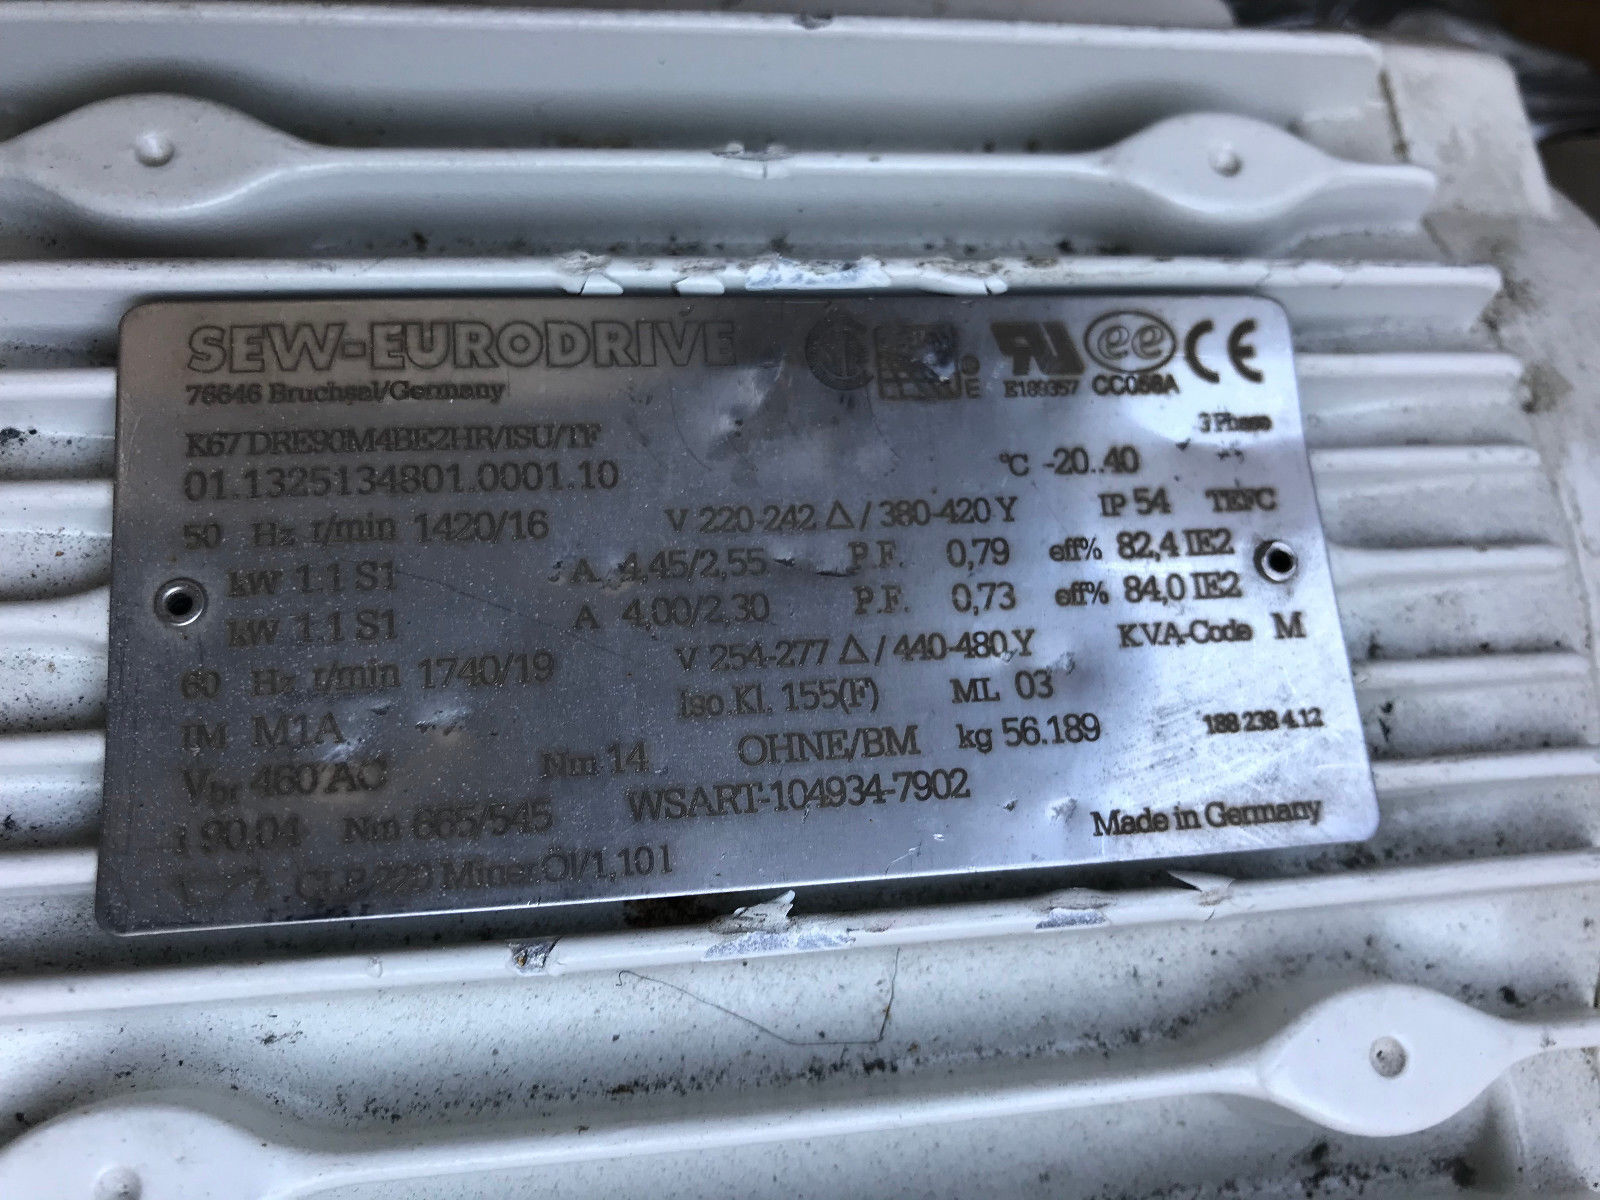 SEW-EURODRIVE
76646 Bruchsal/Germany
E189357 CC056A CE
K67 DRE90M4BE2HR/ISU/TF 3 Phase
01.1325134801.0001.10 °C -20..40
50 Hz r/min 1420/16 V 220-242 Δ / 380-420 Y IP 54 TEFC
kW 1.1 S1 A 4,45/2,55 P.F. 0,79 eff% 82,4 IE2
kW 1.1 S1 A 4,00/2,30 P.F. 0,73 eff% 84,0 IE2
60 Hz r/min 1740/19 V 254-277 Δ / 440-480 Y KVA-Code M
IM M1A Iso.Kl. 155(F) ML 03
Vbr 460 AC Nm 14 OHNE/BM kg 56.189 188 238 4.12
i 90,04 Nm 665/545 WSART-104934-7902
CLP 220 Miner.Öl/1,10 l Made in Germany